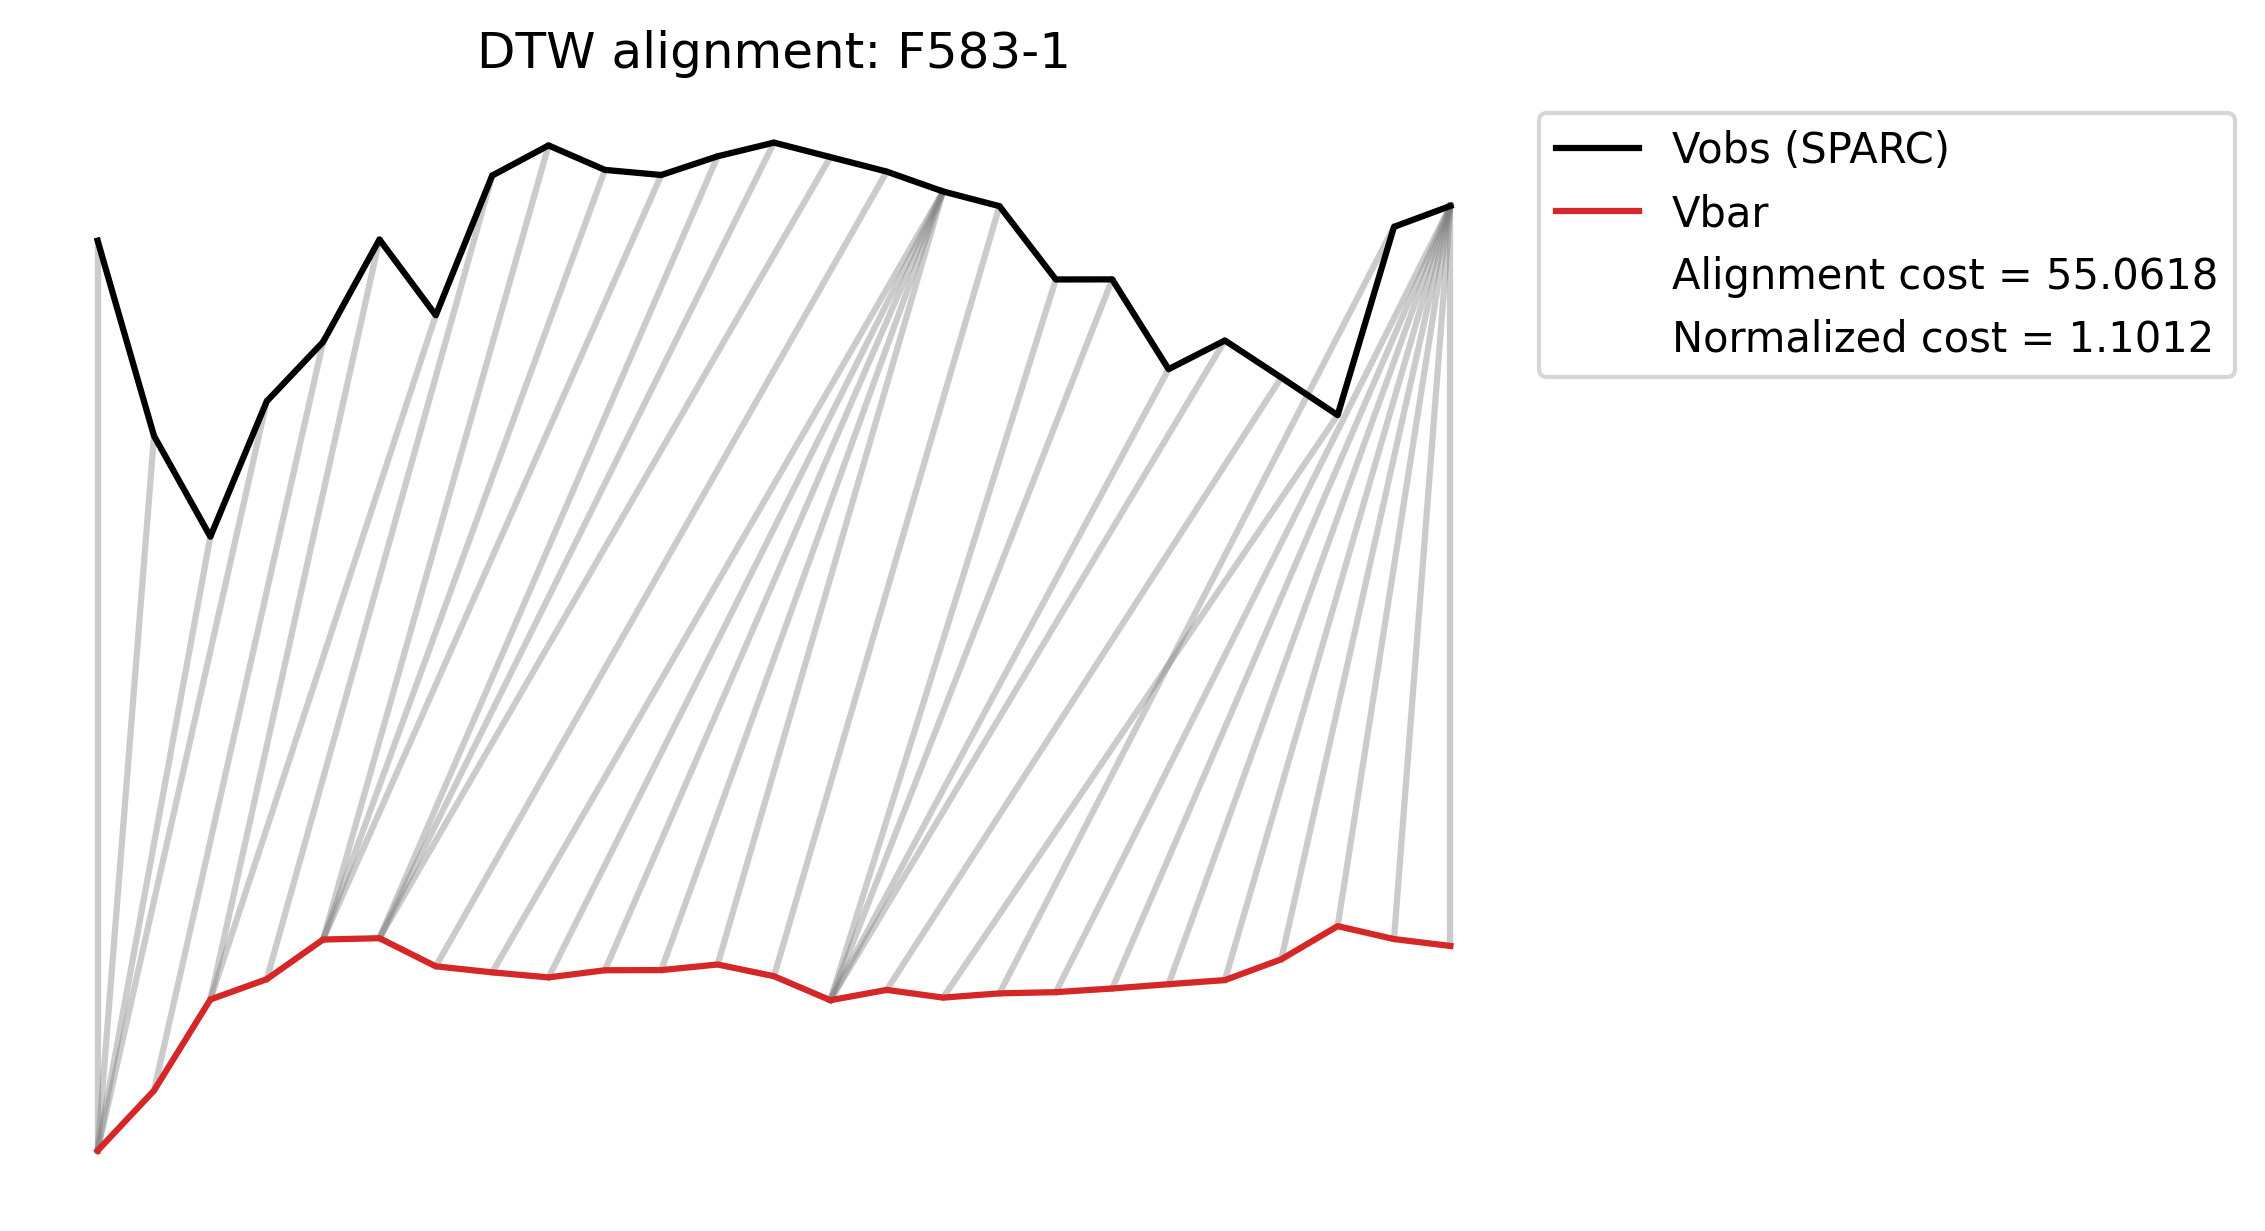 DTW alignment: F583-1
Vobs (SPARC)
Vbar
Alignment cost = 55.0618
Normalized cost = 1.1012